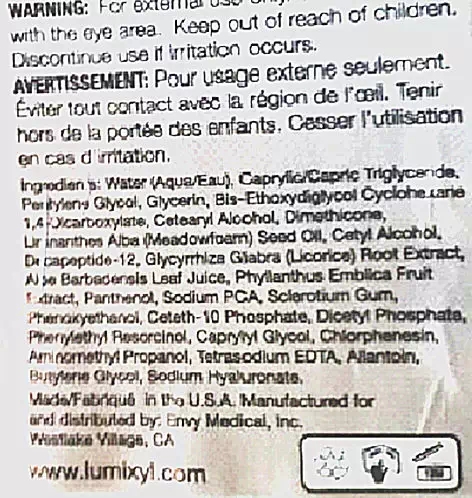 WARNING: For external use only.
with the eye area. Keep out of reach of children.
Discontinue use if irritation occurs.
AVERTISSEMENT: Pour usage externe seulement.
Éviter tout contact avec la région de l'œil. Tenir
hors de la portée des enfants. Cesser l'utilisation
en cas d'irritation.
Ingredients: Water (Aqua/Eau), Caprylic/Capric Triglyceride,
Pentylene Glycol, Glycerin, Bis-Ethoxydiglycol Cyclohexane
1,4-Dicarboxylate, Cetearyl Alcohol, Dimethicone,
Limnanthes Alba (Meadowfoam) Seed Oil, Cetyl Alcohol,
Decapeptide-12, Glycyrrhiza Glabra (Licorice) Root Extract,
Aloe Barbadensis Leaf Juice, Phyllanthus Emblica Fruit
Extract, Panthenol, Sodium PCA, Sclerotium Gum,
Phenoxyethanol, Ceteth-10 Phosphate, Dicetyl Phosphate,
Phenylethyl Resorcinol, Caprylyl Glycol, Chlorphenesin,
Aminomethyl Propanol, Tetrasodium EDTA, Allantoin,
Butylene Glycol, Sodium Hyaluronate.
Made/Fabriqué in the U.S.A. Manufactured for
and distributed by: Envy Medical, Inc.
Westlake Village, CA
www.lumixyl.com